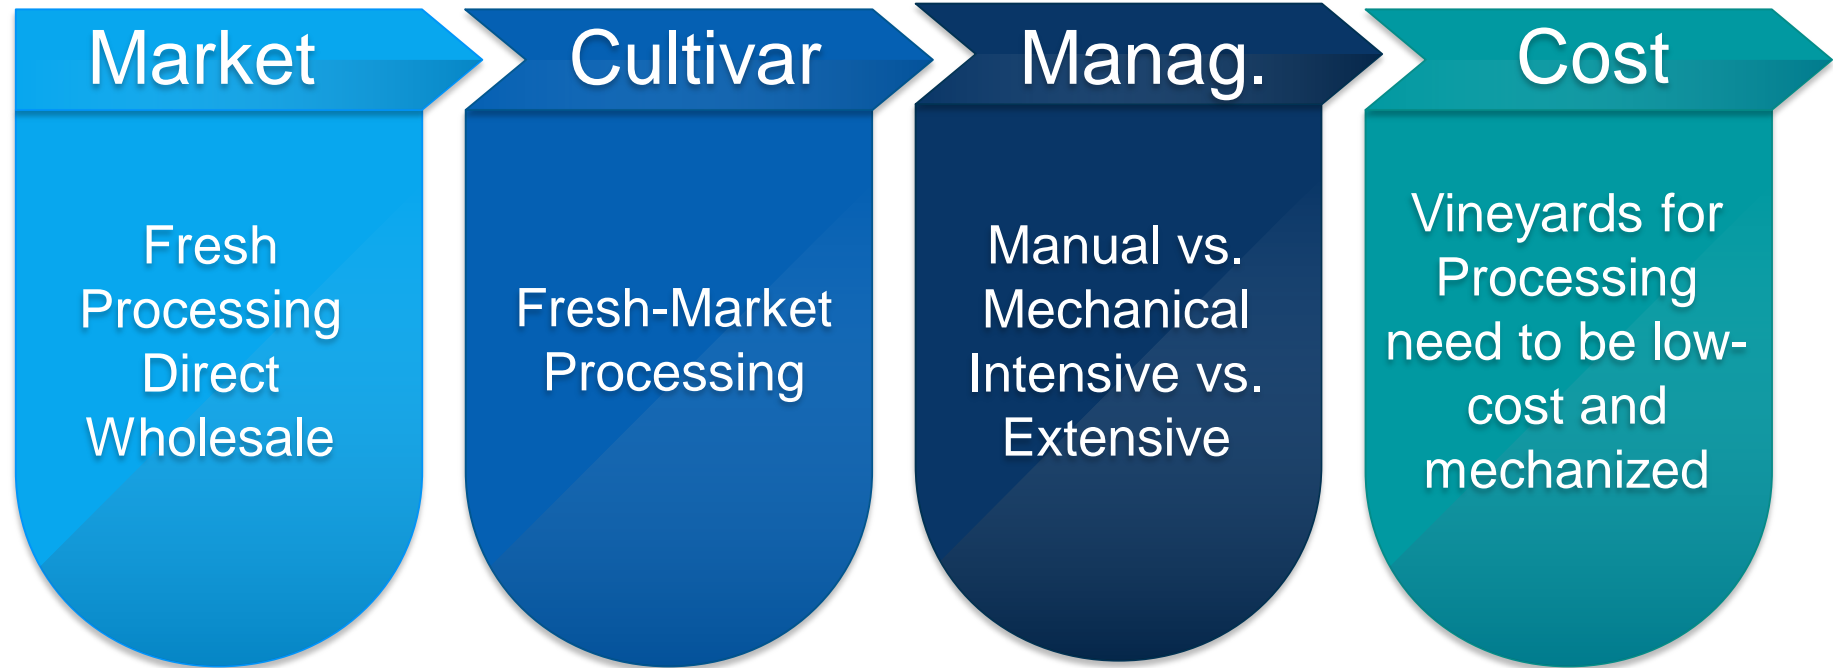 Market
Fresh
Processing
Direct
Wholesale
Cultivar
Fresh-Market
Processing
Manag.
Manual vs.
Mechanical
Intensive vs.
Extensive
Cost
Vineyards for
Processing
need to be low-
cost and
mechanized